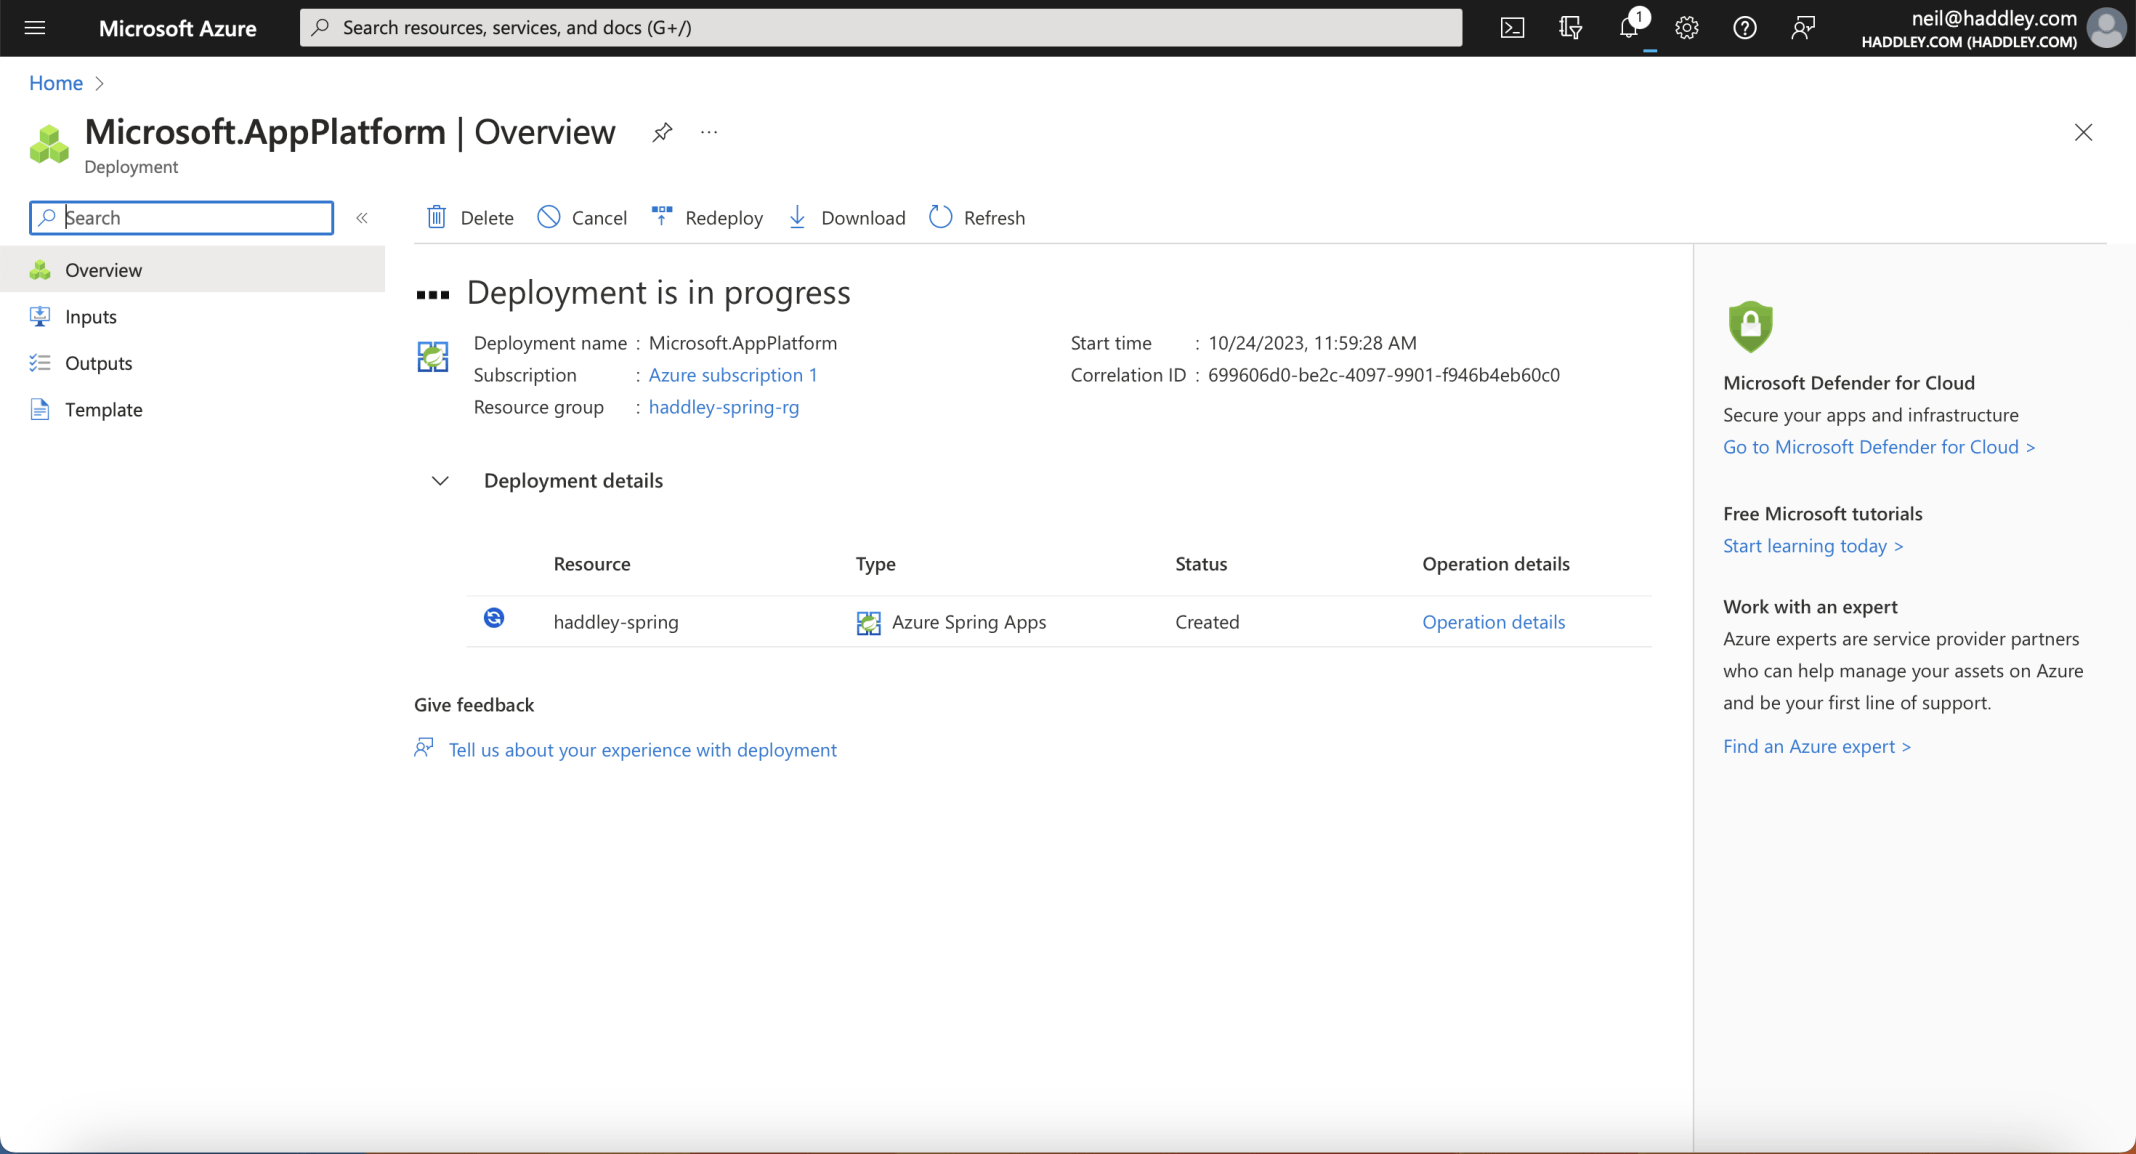 Microsoft Azure
Search resources, services, and docs (G+/)
1
neil@haddley.com
HADDLEY.COM (HADDLEY.COM)
Home
Microsoft.AppPlatform | Overview
Deployment
Search
Delete
Cancel
Redeploy
Download
Refresh
Overview
Inputs
Outputs
Template
Deployment is in progress
Deployment name : Microsoft.AppPlatform
Subscription : Azure subscription 1
Resource group : haddley-spring-rg
Start time : 10/24/2023, 11:59:28 AM
Correlation ID : 699606d0-be2c-4097-9901-f946b4eb60c0
Deployment details
Resource Type Status Operation details
haddley-spring Azure Spring Apps Created Operation details
Give feedback
Tell us about your experience with deployment
Microsoft Defender for Cloud
Secure your apps and infrastructure
Go to Microsoft Defender for Cloud >
Free Microsoft tutorials
Start learning today >
Work with an expert
Azure experts are service provider partners
who can help manage your assets on Azure
and be your first line of support.
Find an Azure expert >